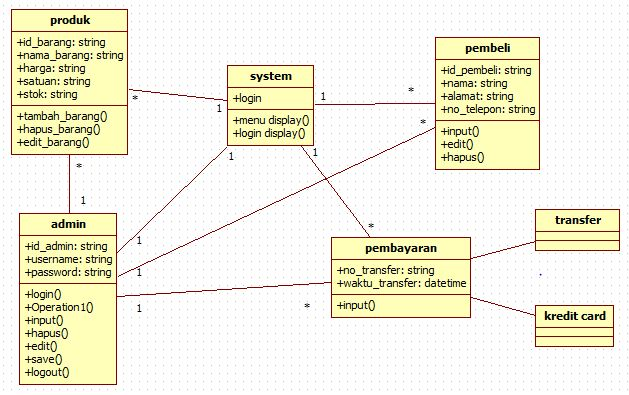 produk
+id_barang: string
+nama_barang: string
+harga: string
+satuan: string
+stok: string
+tambah_barang()
+hapus_barang()
+edit_barang()
system
+login
+menu display()
+login display()
pembeli
+id_pembeli: string
+nama: string
+alamat: string
+no_telepon: string
+input()
+edit()
+hapus()
*
1
1
*
*
1
1
*
1
1
1
*
1
*
admin
+id_admin: string
+username: string
+password: string
+login()
+Operation1()
+input()
+hapus()
+edit()
+save()
+logout()
pembayaran
+no_transfer: string
+waktu_transfer: datetime
+input()
transfer
kredit card